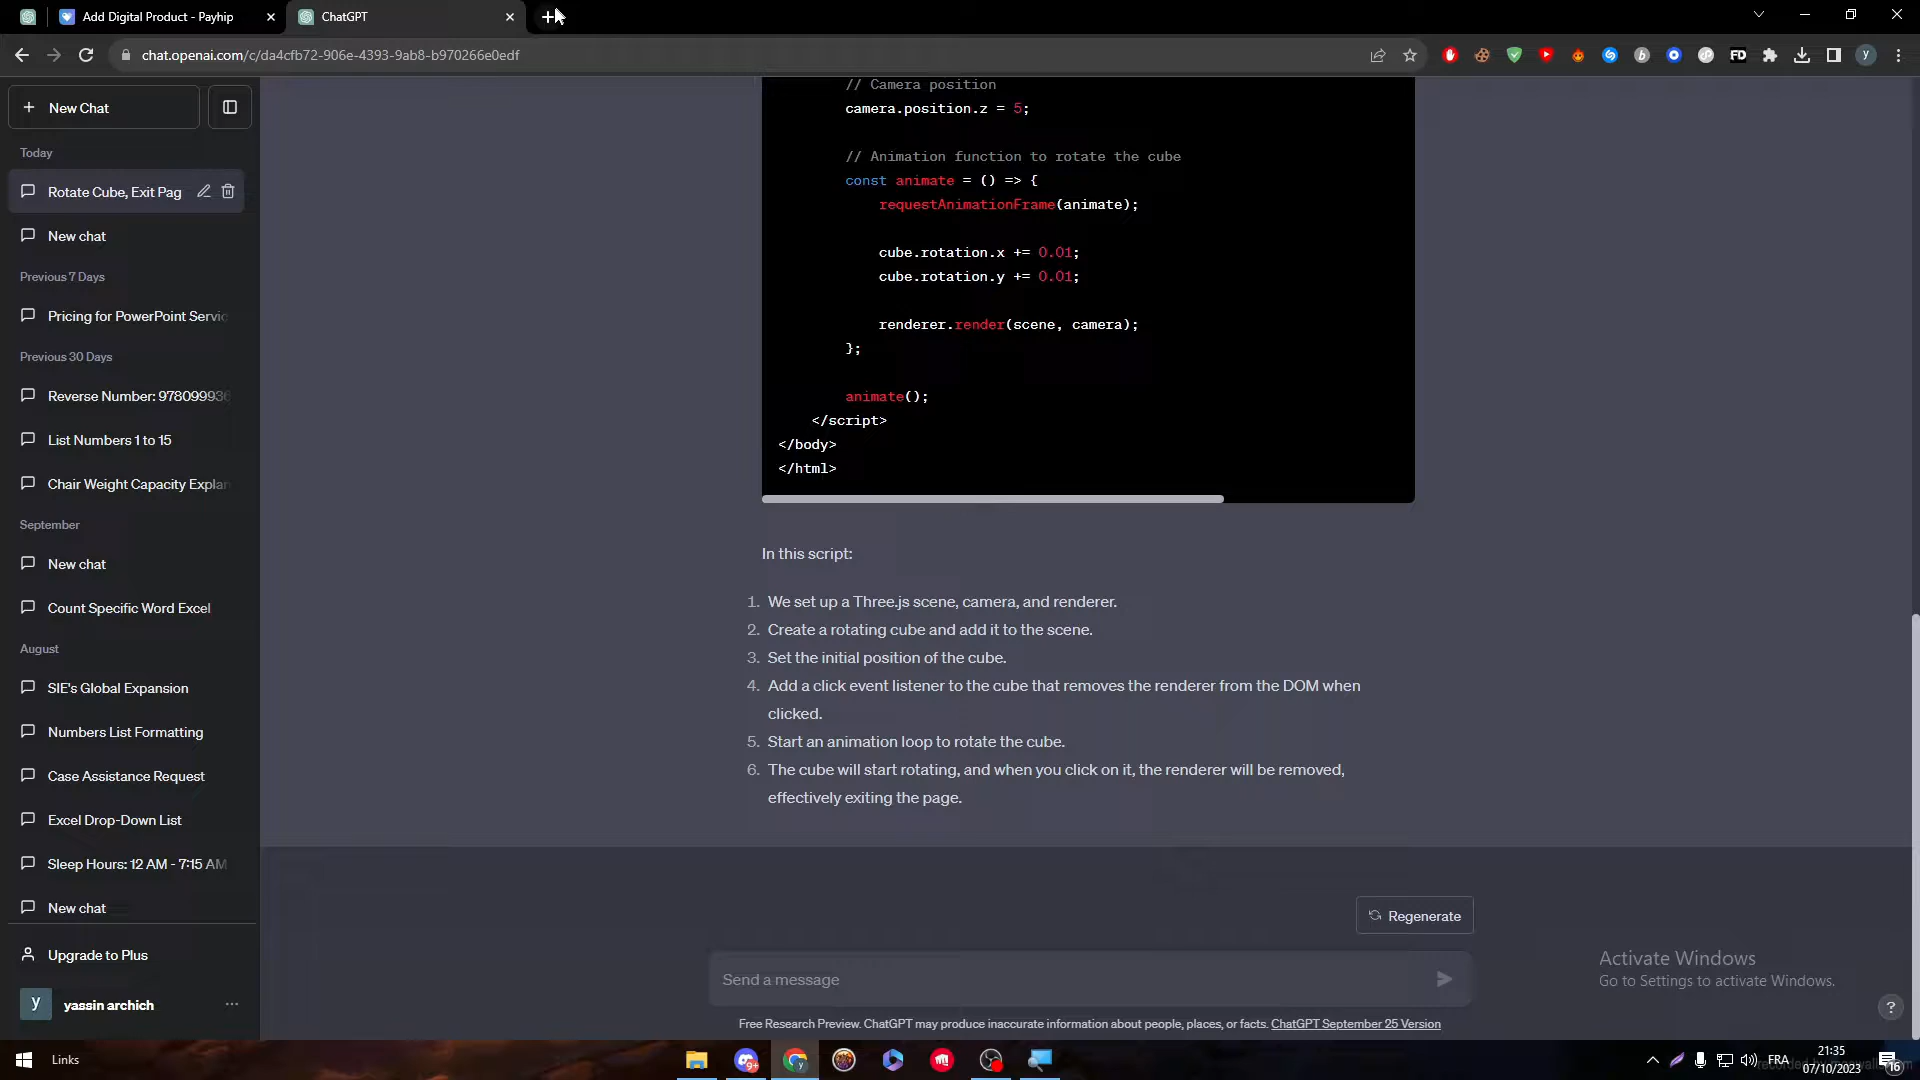 Add Digital Product - Payhip
ChatGPT
chat.openai.com/c/da4cfb72-906e-4393-9ab8-b970266e0edf
New Chat
Today
Rotate Cube, Exit Pag
New chat
Previous 7 Days
Pricing for PowerPoint Servic
Previous 30 Days
Reverse Number: 978099936
List Numbers 1 to 15
Chair Weight Capacity Explan
September
New chat
Count Specific Word Excel
August
SIE's Global Expansion
Numbers List Formatting
Case Assistance Request
Excel Drop-Down List
Sleep Hours: 12 AM - 7:15 AM
New chat
Upgrade to Plus
y
yassin archich
// Camera position
camera.position.z = 5;
// Animation function to rotate the cube
const animate = () => {
requestAnimationFrame(animate);
cube.rotation.x += 0.01;
cube.rotation.y += 0.01;
renderer.render(scene, camera);
};
animate();
</script>
</body>
</html>
In this script:
1. We set up a Three.js scene, camera, and renderer.
2. Create a rotating cube and add it to the scene.
3. Set the initial position of the cube.
4. Add a click event listener to the cube that removes the renderer from the DOM when
clicked.
5. Start an animation loop to rotate the cube.
6. The cube will start rotating, and when you click on it, the renderer will be removed,
effectively exiting the page.
Regenerate
Send a message
Activate Windows
Go to Settings to activate Windows.
?
Free Research Preview. ChatGPT may produce inaccurate information about people, places, or facts. ChatGPT September 25 Version
Links
FRA
21:35
07/10/2023
16